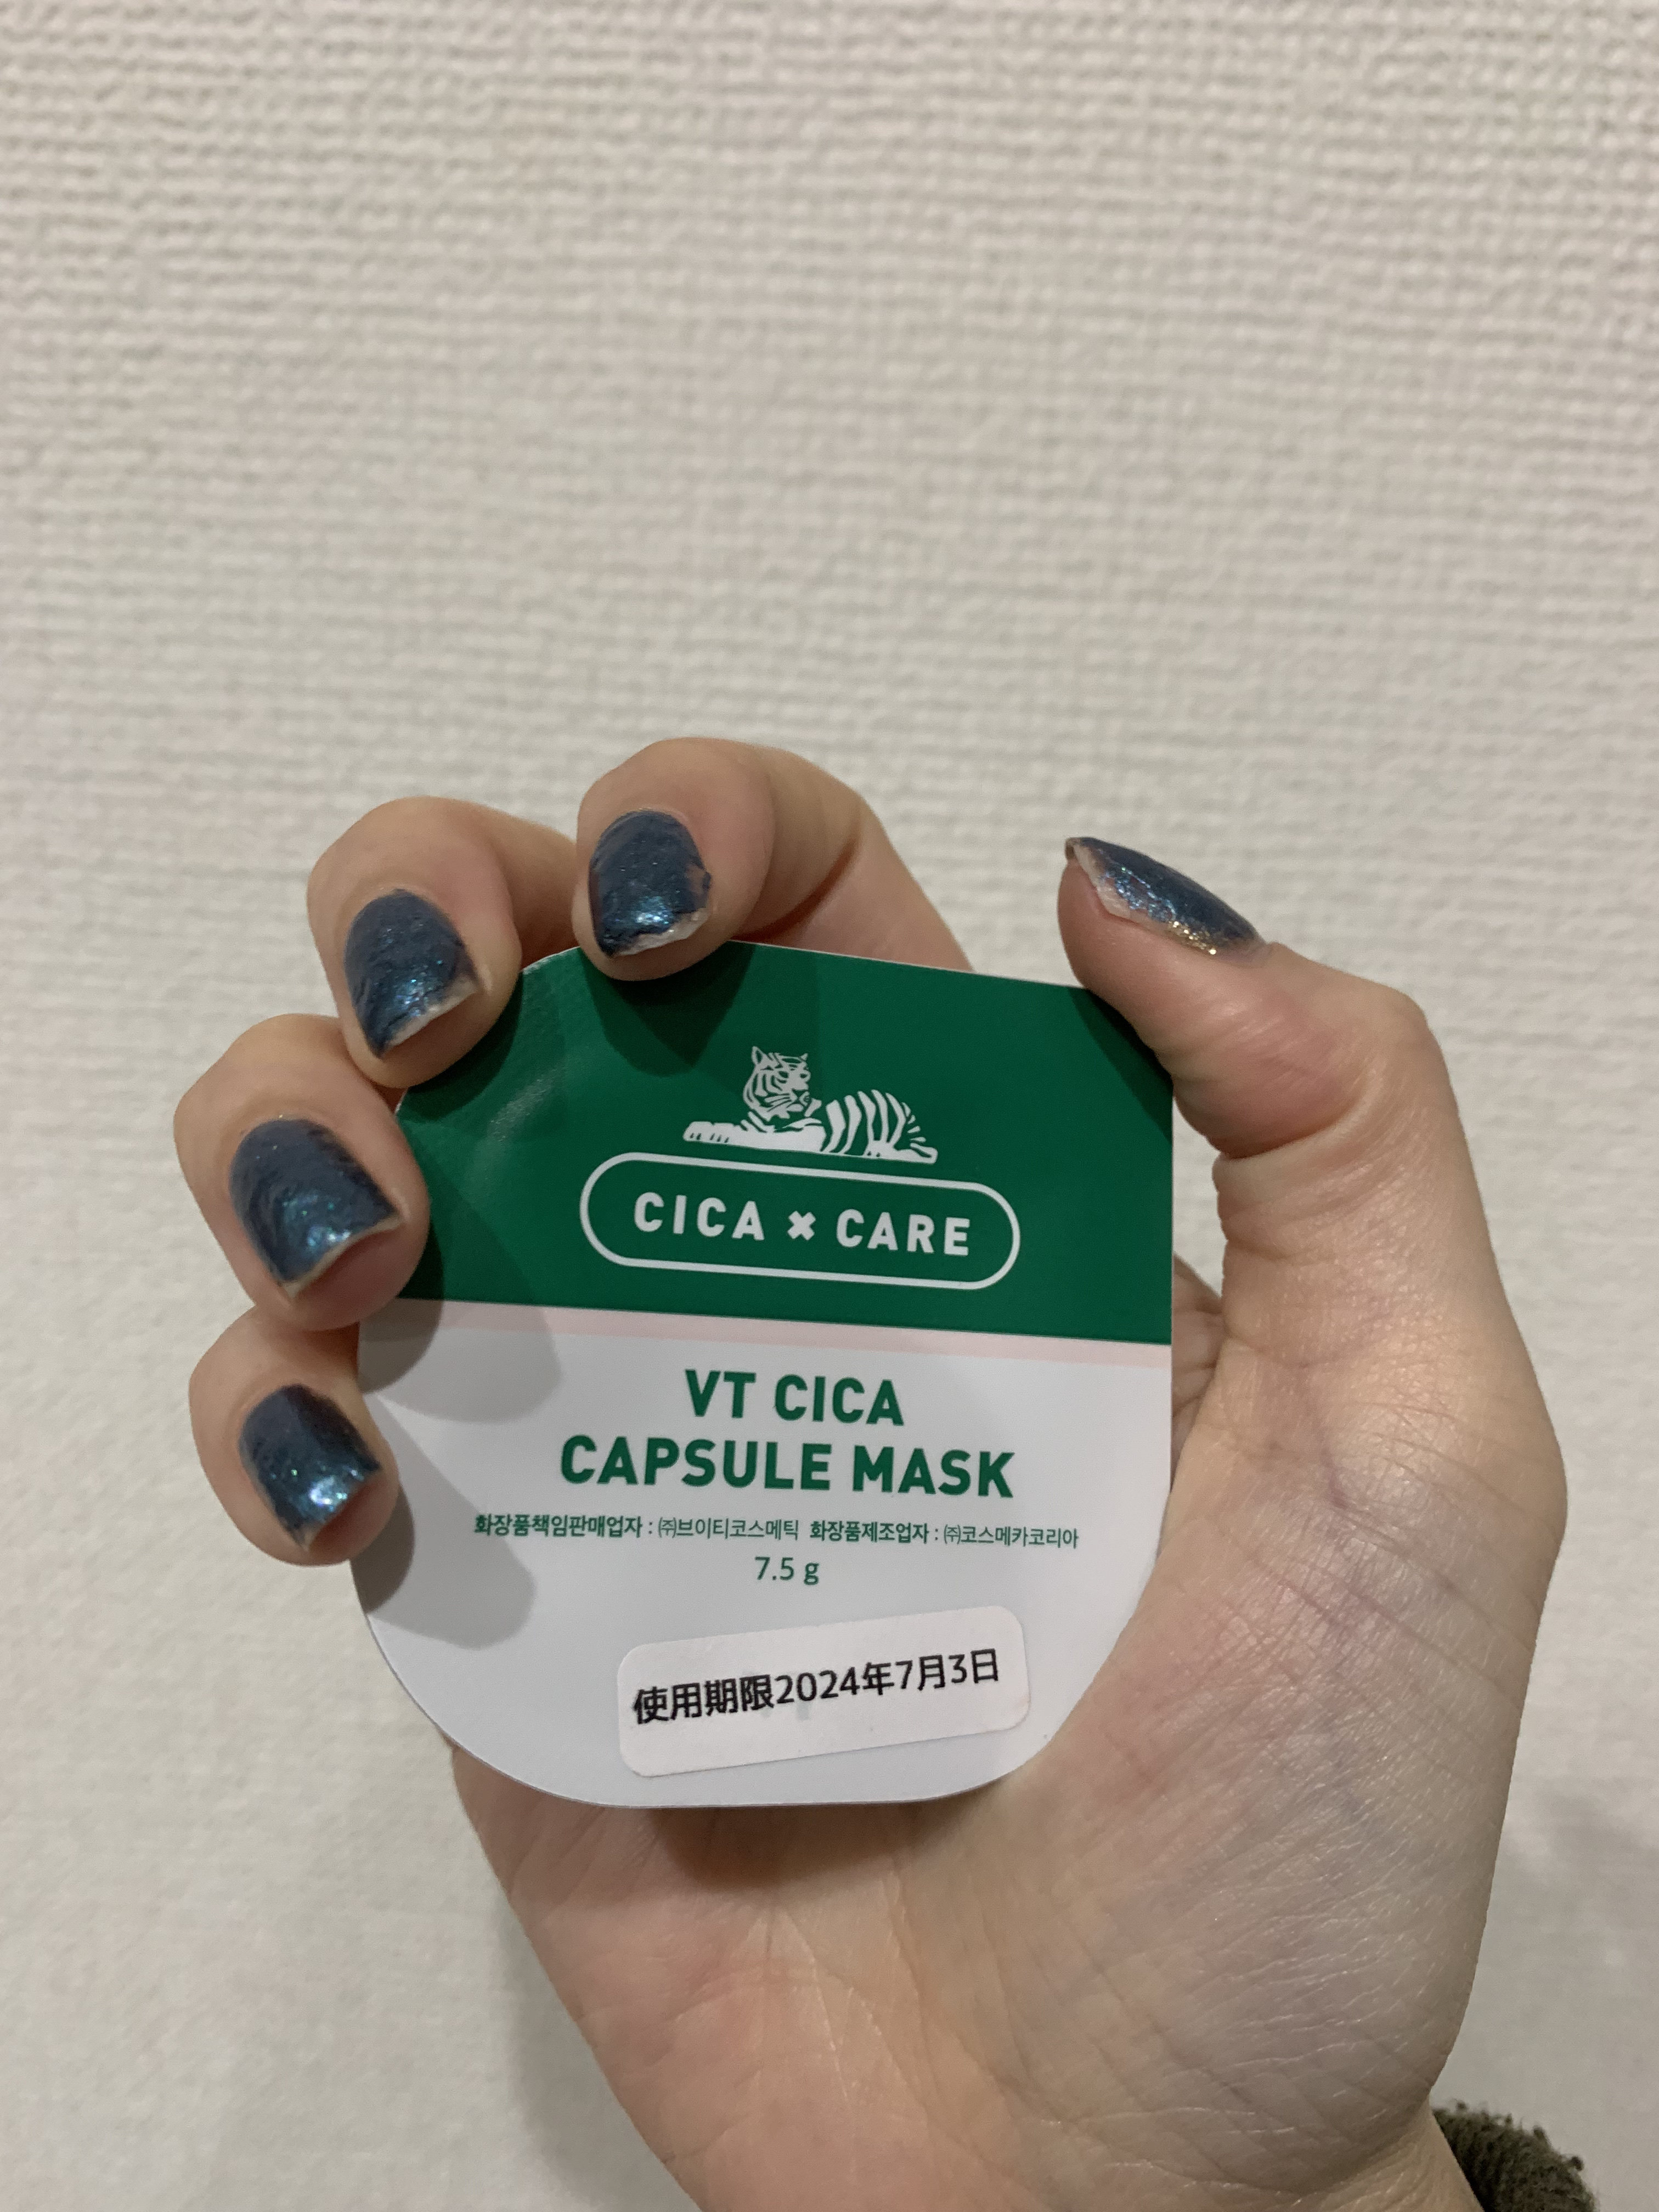 CICA × CARE
VT CICA
CAPSULE MASK
화장품책임판매업자 : ㈜브이티코스메틱 화장품제조업자 : ㈜코스메카코리아
7.5 g
使用期限2024年7月3日